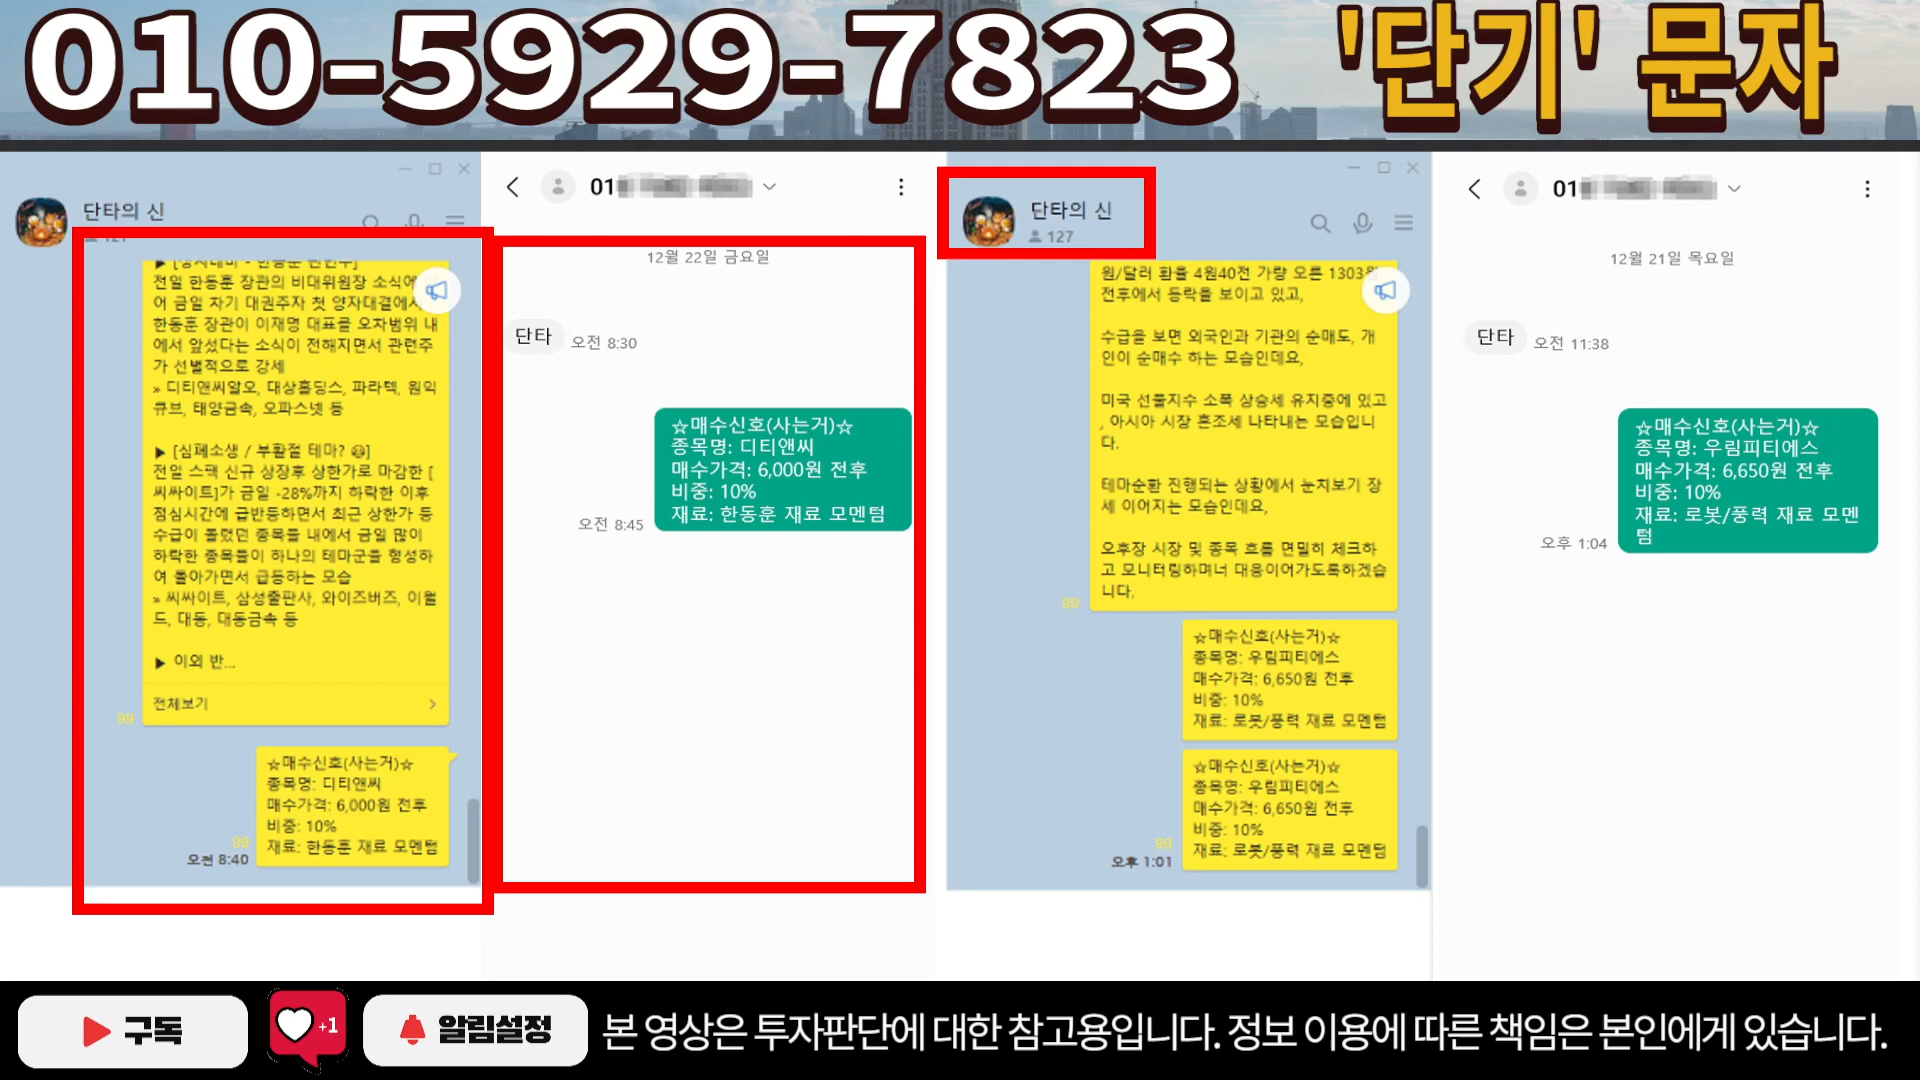 010-5929-7823 '단기' 문자
단타의 신
127
전일 한동훈 장관의 비대위원장 소식에
어 금일 차기 대권주자 첫 양자대결에서
한동훈 장관이 이재명 대표를 오차범위 내
에서 앞섰다는 소식이 전해지면서 관련주
가 선별적으로 강세
» 디티앤씨알오, 대상홀딩스, 파라텍, 원익
큐브, 태양금속, 오파스넷 등
▶ [심폐소생 / 부활절 테마? 😆]
전일 스팩 신규 상장후 상한가로 마감한 [
씨싸이트]가 금일 -28%까지 하락한 이후
점심시간에 급반등하면서 최근 상한가 등
수급이 몰렸던 종목들 내에서 금일 많이
하락한 종목들이 하나의 테마군을 형성하
여 돌아가면서 급등하는 모습
» 씨싸이트, 삼성출판사, 와이즈버즈, 이월
드, 대동, 대동금속 등
▶ 이외 반...
전체보기
99
☆매수신호(사는거)☆
종목명: 디티앤씨
매수가격: 6,000원 전후
비중: 10%
재료: 한동훈 재료 모멘텀
99
오전 8:40
01
12월 22일 금요일
단타 오전 8:30
☆매수신호(사는거)☆
종목명: 디티앤씨
매수가격: 6,000원 전후
비중: 10%
재료: 한동훈 재료 모멘텀
오전 8:45
단타의 신
127
원/달러 환율 4원40전 가량 오른 1303원
전후에서 등락을 보이고 있고,
수급을 보면 외국인과 기관의 순매도, 개
인이 순매수 하는 모습인데요,
미국 선물지수 소폭 상승세 유지중에 있고
, 아시아 시장 혼조세 나타내는 모습입니
다.
테마순환 진행되는 상황에서 눈치보기 장
세 이어지는 모습인데요,
오후장 시장 및 종목 흐름 면밀히 체크하
고 모니터링하며너 대응이어가도록하겠습
니다.
99
☆매수신호(사는거)☆
종목명: 우림피티에스
매수가격: 6,650원 전후
비중: 10%
재료: 로봇/풍력 재료 모멘텀
☆매수신호(사는거)☆
종목명: 우림피티에스
매수가격: 6,650원 전후
비중: 10%
재료: 로봇/풍력 재료 모멘텀
99
오후 1:01
01
12월 21일 목요일
단타 오전 11:38
☆매수신호(사는거)☆
종목명: 우림피티에스
매수가격: 6,650원 전후
비중: 10%
재료: 로봇/풍력 재료 모멘
텀
오후 1:04
구독 +1 알림설정 본 영상은 투자판단에 대한 참고용입니다. 정보 이용에 따른 책임은 본인에게 있습니다.